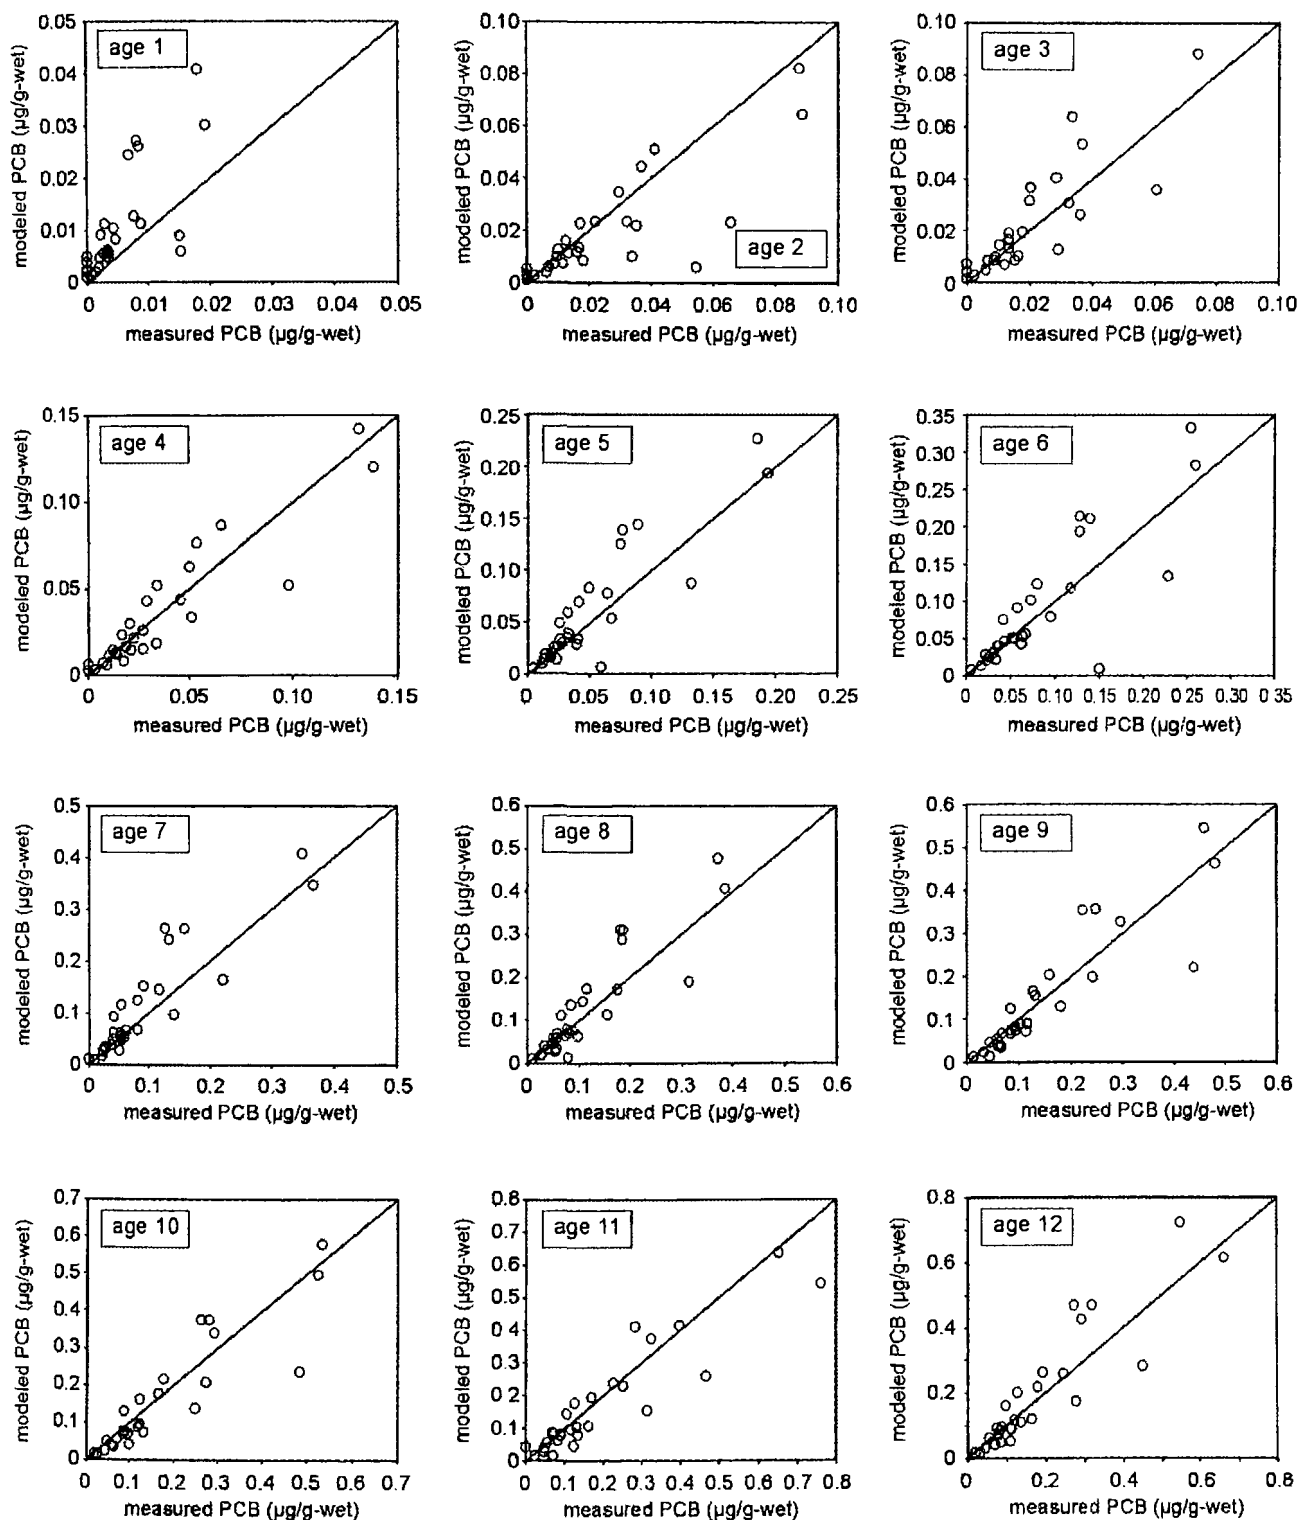 age 1
modeled PCB (µg/g-wet)
0.05
0.04
0.03
0.02
0.01
0
0 0.01 0.02 0.03 0.04 0.05
measured PCB (µg/g-wet)
age 2
modeled PCB (µg/g-wet)
0.10
0.08
0.06
0.04
0.02
0
0 0.02 0.04 0.06 0.08 0.10
measured PCB (µg/g-wet)
age 3
modeled PCB (µg/g-wet)
0.10
0.08
0.06
0.04
0.02
0
0 0.02 0.04 0.06 0.08 0.10
measured PCB (µg/g-wet)
age 4
modeled PCB (µg/g-wet)
0.15
0.10
0.05
0
0 0.05 0.10 0.15
measured PCB (µg/g-wet)
age 5
modeled PCB (µg/g-wet)
0.25
0.20
0.15
0.10
0.05
0
0 0.05 0.10 0.15 0.20 0.25
measured PCB (µg/g-wet)
age 6
modeled PCB (µg/g-wet)
0.35
0.30
0.25
0.20
0.15
0.10
0.05
0
0 0.05 0.10 0.15 0.20 0.25 0.30 0.35
measured PCB (µg/g-wet)
age 7
modeled PCB (µg/g-wet)
0.5
0.4
0.3
0.2
0.1
0
0 0.1 0.2 0.3 0.4 0.5
measured PCB (µg/g-wet)
age 8
modeled PCB (µg/g-wet)
0.6
0.5
0.4
0.3
0.2
0.1
0
0 0.2 0.4 0.6
measured PCB (µg/g-wet)
age 9
modeled PCB (µg/g-wet)
0.6
0.5
0.4
0.3
0.2
0.1
0
0 0.1 0.2 0.3 0.4 0.5 0.6
measured PCB (µg/g-wet)
age 10
modeled PCB (µg/g-wet)
0.7
0.6
0.5
0.4
0.3
0.2
0.1
0
0 0.1 0.2 0.3 0.4 0.5 0.6 0.7
measured PCB (µg/g-wet)
age 11
modeled PCB (µg/g-wet)
0.8
0.7
0.6
0.5
0.4
0.3
0.2
0.1
0
0 0.1 0.2 0.3 0.4 0.5 0.6 0.7 0.8
measured PCB (µg/g-wet)
age 12
modeled PCB (µg/g-wet)
0.8
0.6
0.4
0.2
0
0 0.2 0.4 0.6 0.8
measured PCB (µg/g-wet)